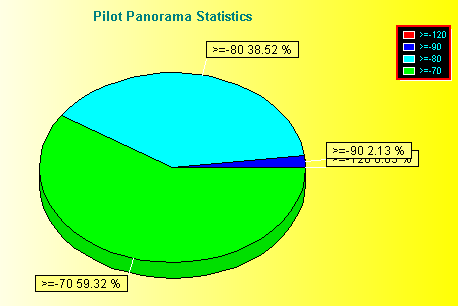 Pilot Panorama Statistics
>=-120
>=-90
>=-80
>=-70
>=-80 38.52 %
>=-90 2.13 %
>=-70 59.32 %